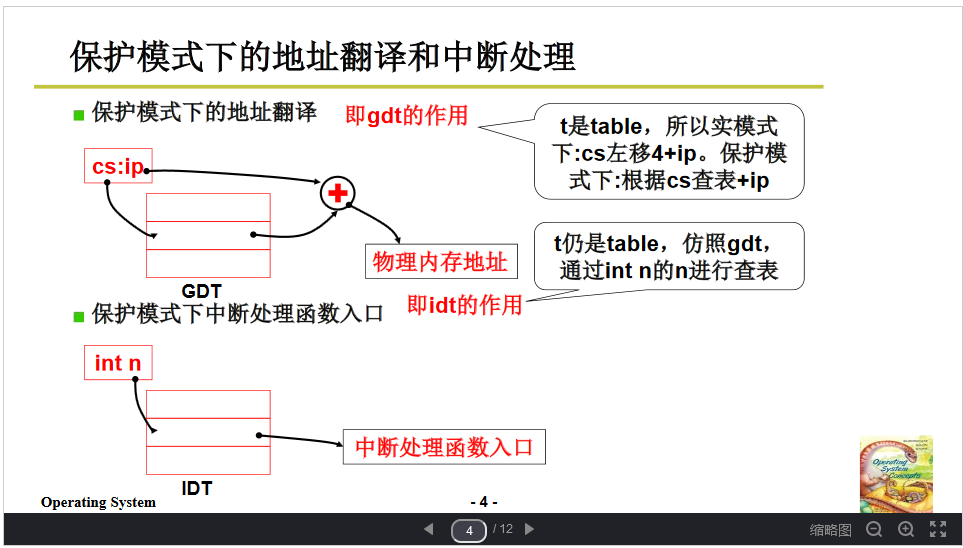 保护模式下的地址翻译和中断处理
保护模式下的地址翻译
即gdt的作用
t是table，所以实模式
下:cs左移4+ip。保护模
式下:根据cs查表+ip
cs:ip
物理内存地址
GDT
t仍是table，仿照gdt，
通过int n的n进行查表
保护模式下中断处理函数入口
即idt的作用
int n
中断处理函数入口
IDT
Operating System
- 4 -
Operating
System
Concepts
4 / 12
缩略图